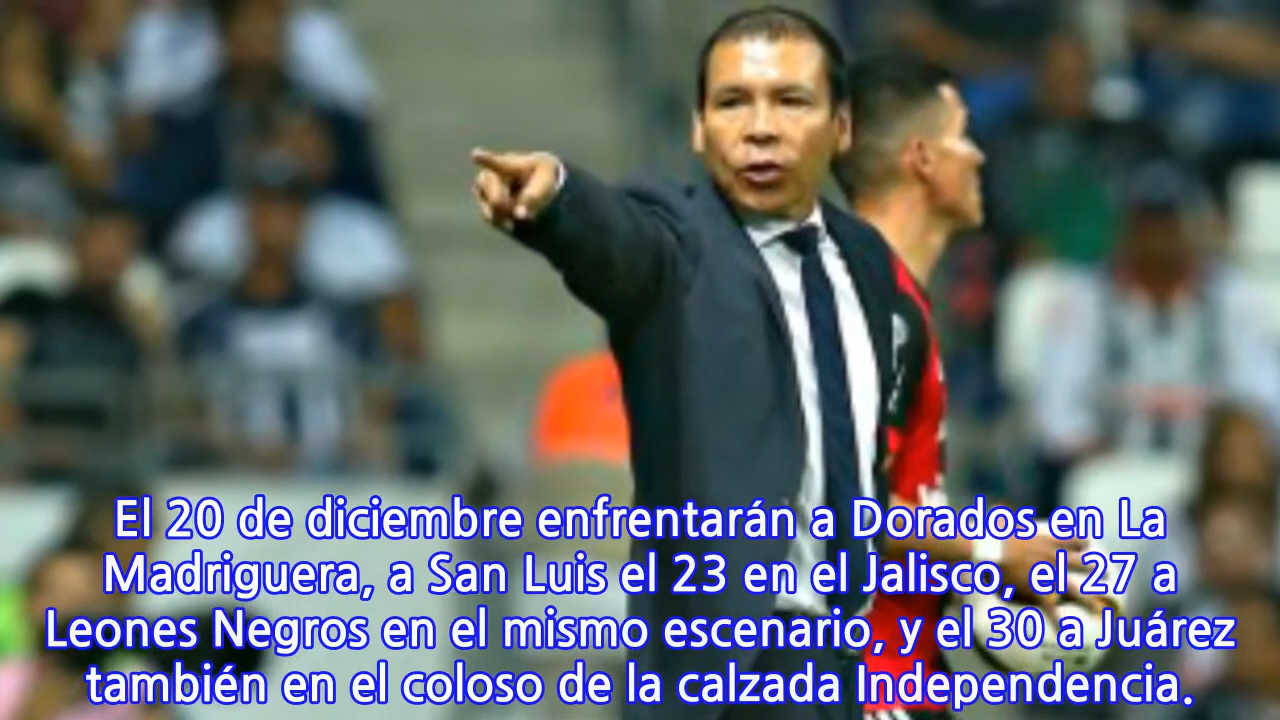 El 20 de diciembre enfrentarán a Dorados en La
Madriguera, a San Luis el 23 en el Jalisco, el 27 a
Leones Negros en el mismo escenario, y el 30 a Juárez
también en el coloso de la calzada Independencia.